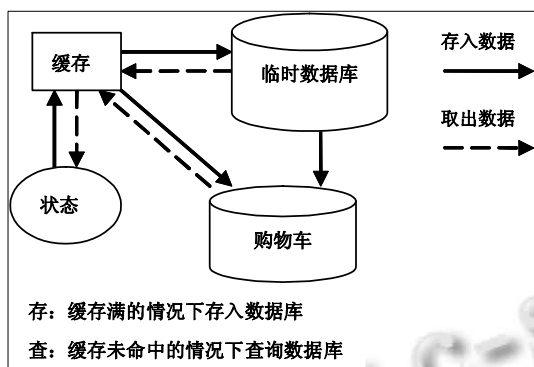 缓存
临时数据库
存入数据
取出数据
状态
购物车
存：缓存满的情况下存入数据库
查：缓存未命中的情况下查询数据库